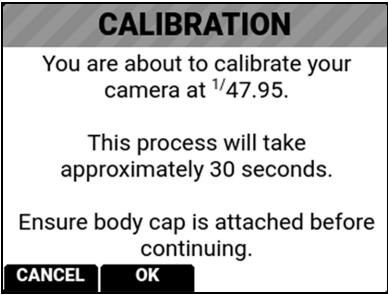 CALIBRATION
You are about to calibrate your
camera at 1/47.95.
This process will take
approximately 30 seconds.
Ensure body cap is attached before
continuing.
CANCEL OK